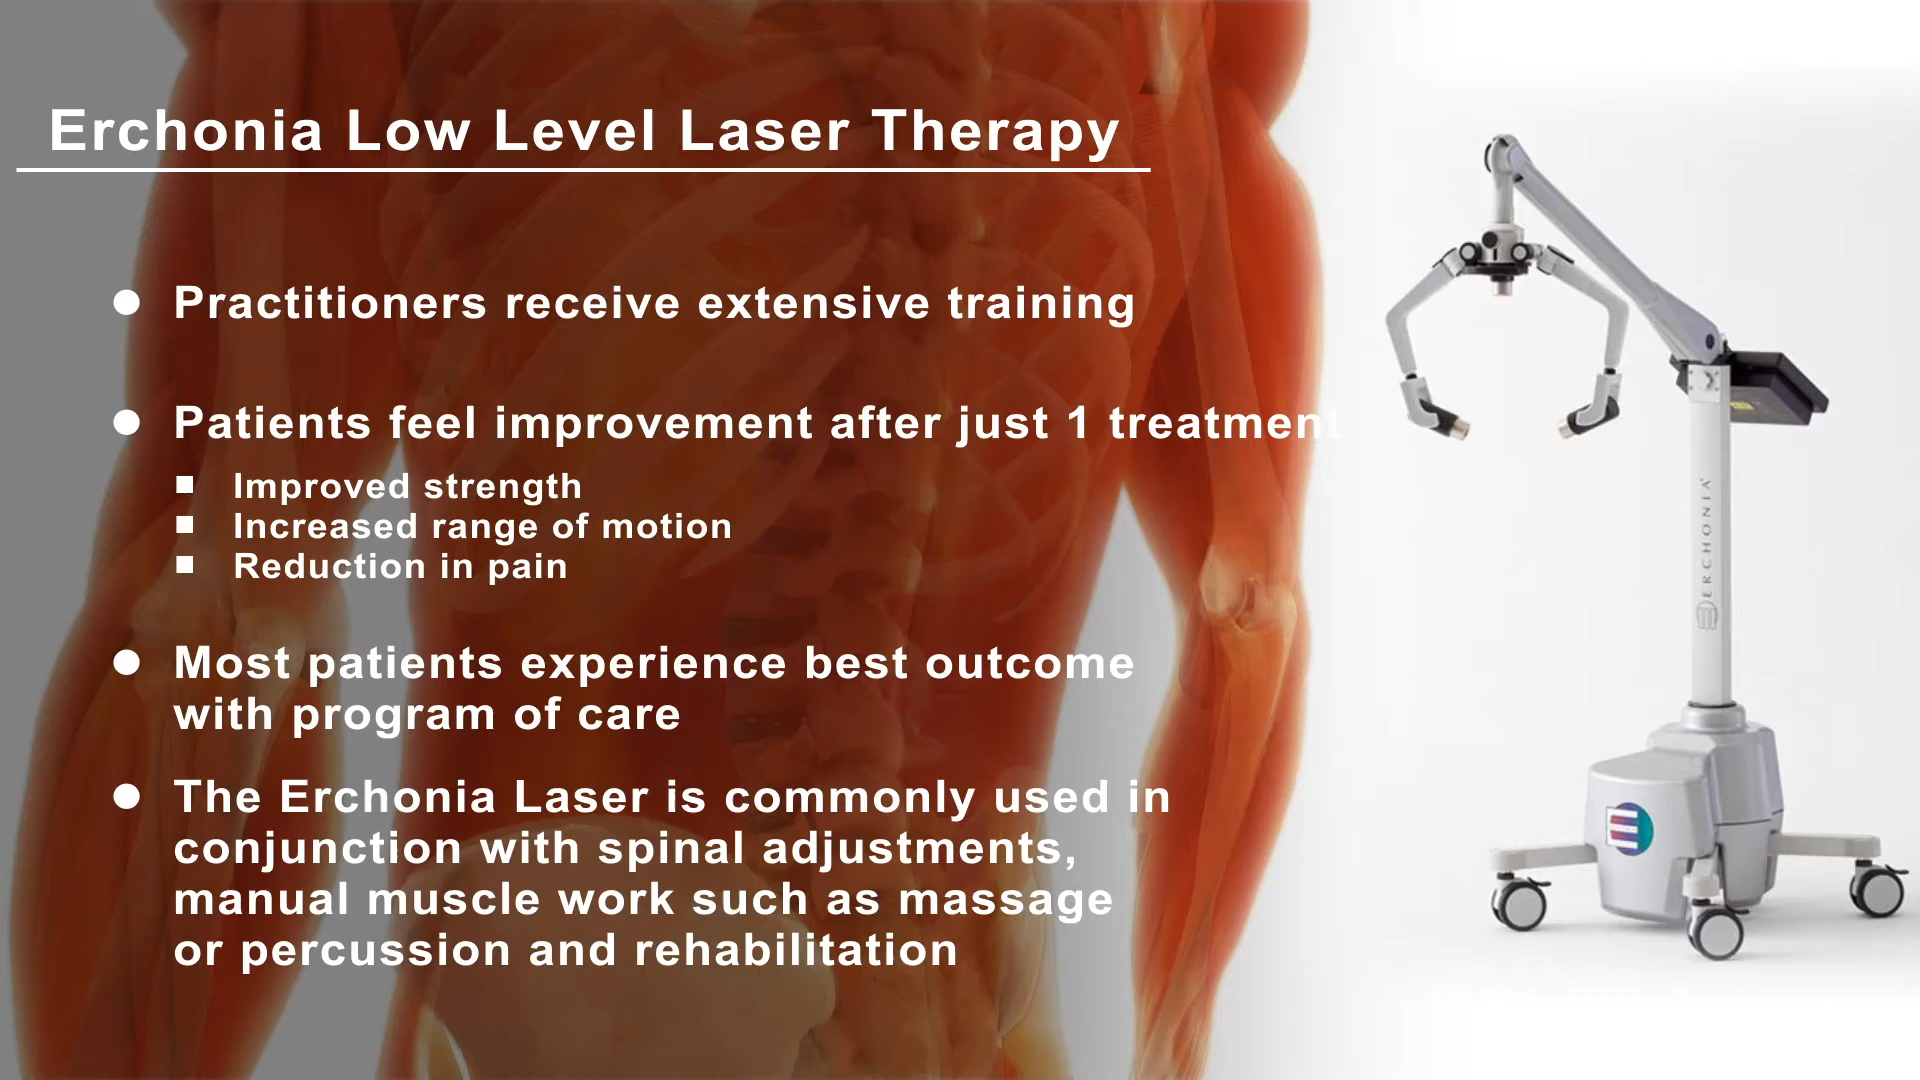 Erchonia Low Level Laser Therapy
Practitioners receive extensive training
Patients feel improvement after just 1 treatment
Improved strength
Increased range of motion
Reduction in pain
Most patients experience best outcome
with program of care
The Erchonia Laser is commonly used in
conjunction with spinal adjustments,
manual muscle work such as massage
or percussion and rehabilitation
ERCHONIA